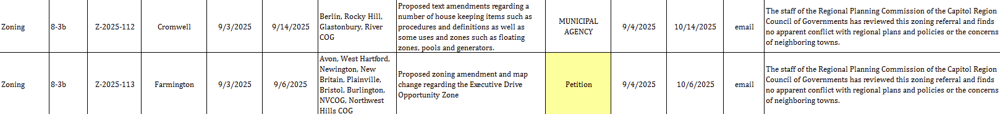 Zoning
8-3b
Z-2025-112
Cromwell
9/3/2025
9/14/2025
Berlin, Rocky Hill,
Glastonbury, River
COG
Proposed text amendments regarding a
number of house keeping items such as
procedures and definitions as well as
some uses and zones such as floating
zones, pools and generators.
MUNICIPAL
AGENCY
9/4/2025
10/14/2025
email
The staff of the Regional Planning Commission of the Capitol Region
Council of Governments has reviewed this zoning referral and finds
no apparent conflict with regional plans and policies or the concerns
of neighboring towns.
Zoning
8-3b
Z-2025-113
Farmington
9/3/2025
9/6/2025
Avon, West Hartford,
Newington, New
Britain, Plainville,
Bristol, Burlington,
NVCOG, Northwest
Hills COG
Proposed zoning amendment and map
change regarding the Executive Drive
Opportunity Zone
Petition
9/4/2025
10/6/2025
email
The staff of the Regional Planning Commission of the Capitol Region
Council of Governments has reviewed this zoning referral and finds
no apparent conflict with regional plans and policies or the concerns
of neighboring towns.